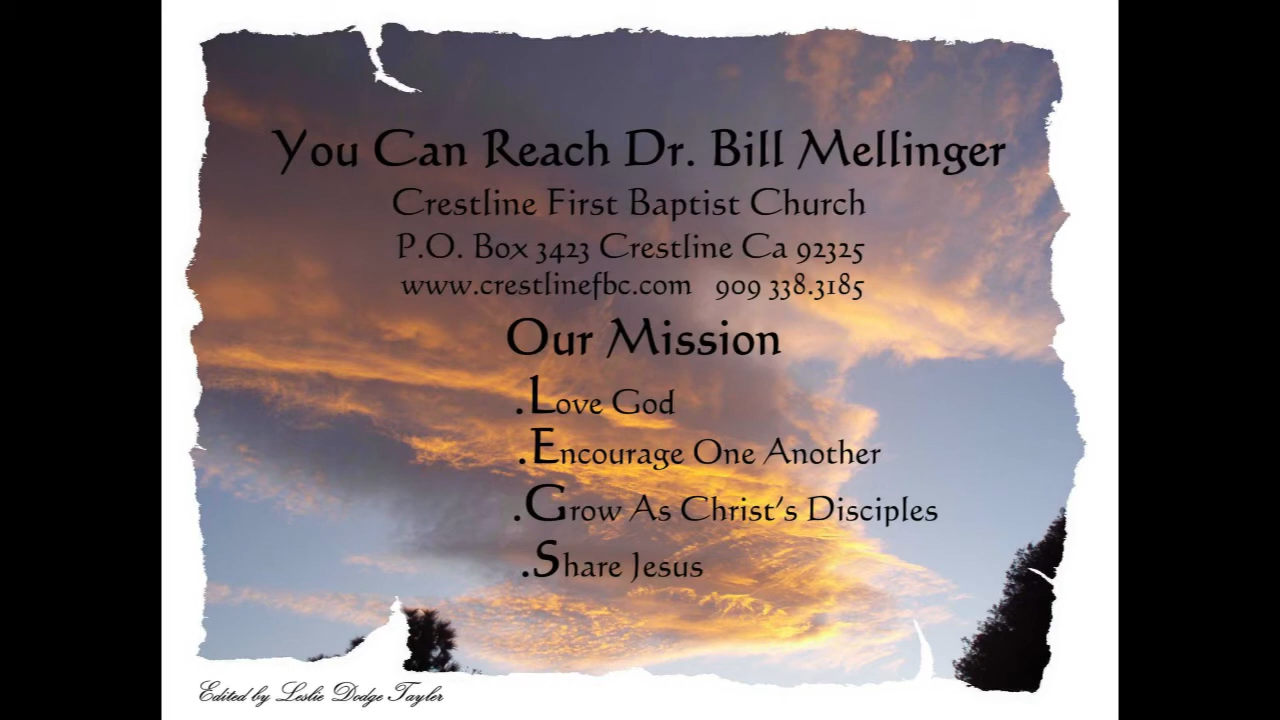 You Can Reach Dr. Bill Mellinger
Crestline First Baptist Church
P.O. Box 3423 Crestline Ca 92325
www.crestlinefbc.com 909 338.3185
Our Mission
.Love God
.Encourage One Another
.Grow As Christ's Disciples
.Share Jesus
Edited by Leslie Dodge Tayler